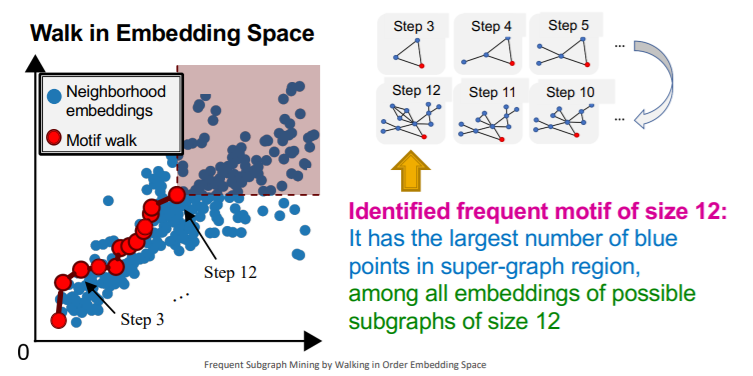 Walk in Embedding Space
Neighborhood
embeddings
Motif walk
Step 12
Step 3
...
0
Step 3
Step 4
Step 5
...
Step 12
Step 11
Step 10
...
Identified frequent motif of size 12:
It has the largest number of blue
points in super-graph region,
among all embeddings of possible
subgraphs of size 12
Frequent Subgraph Mining by Walking in Order Embedding Space